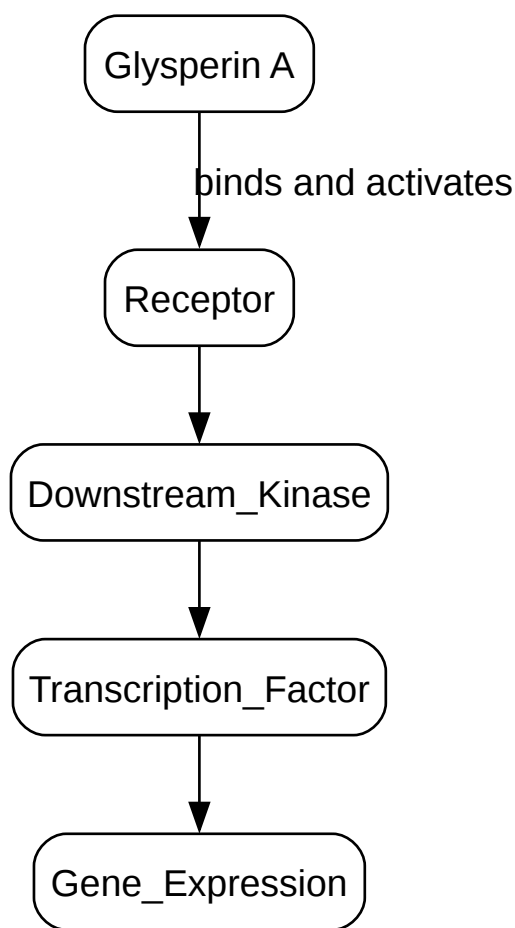 Glysperin A
binds and activates
Receptor
Downstream_Kinase
Transcription_Factor
Gene_Expression